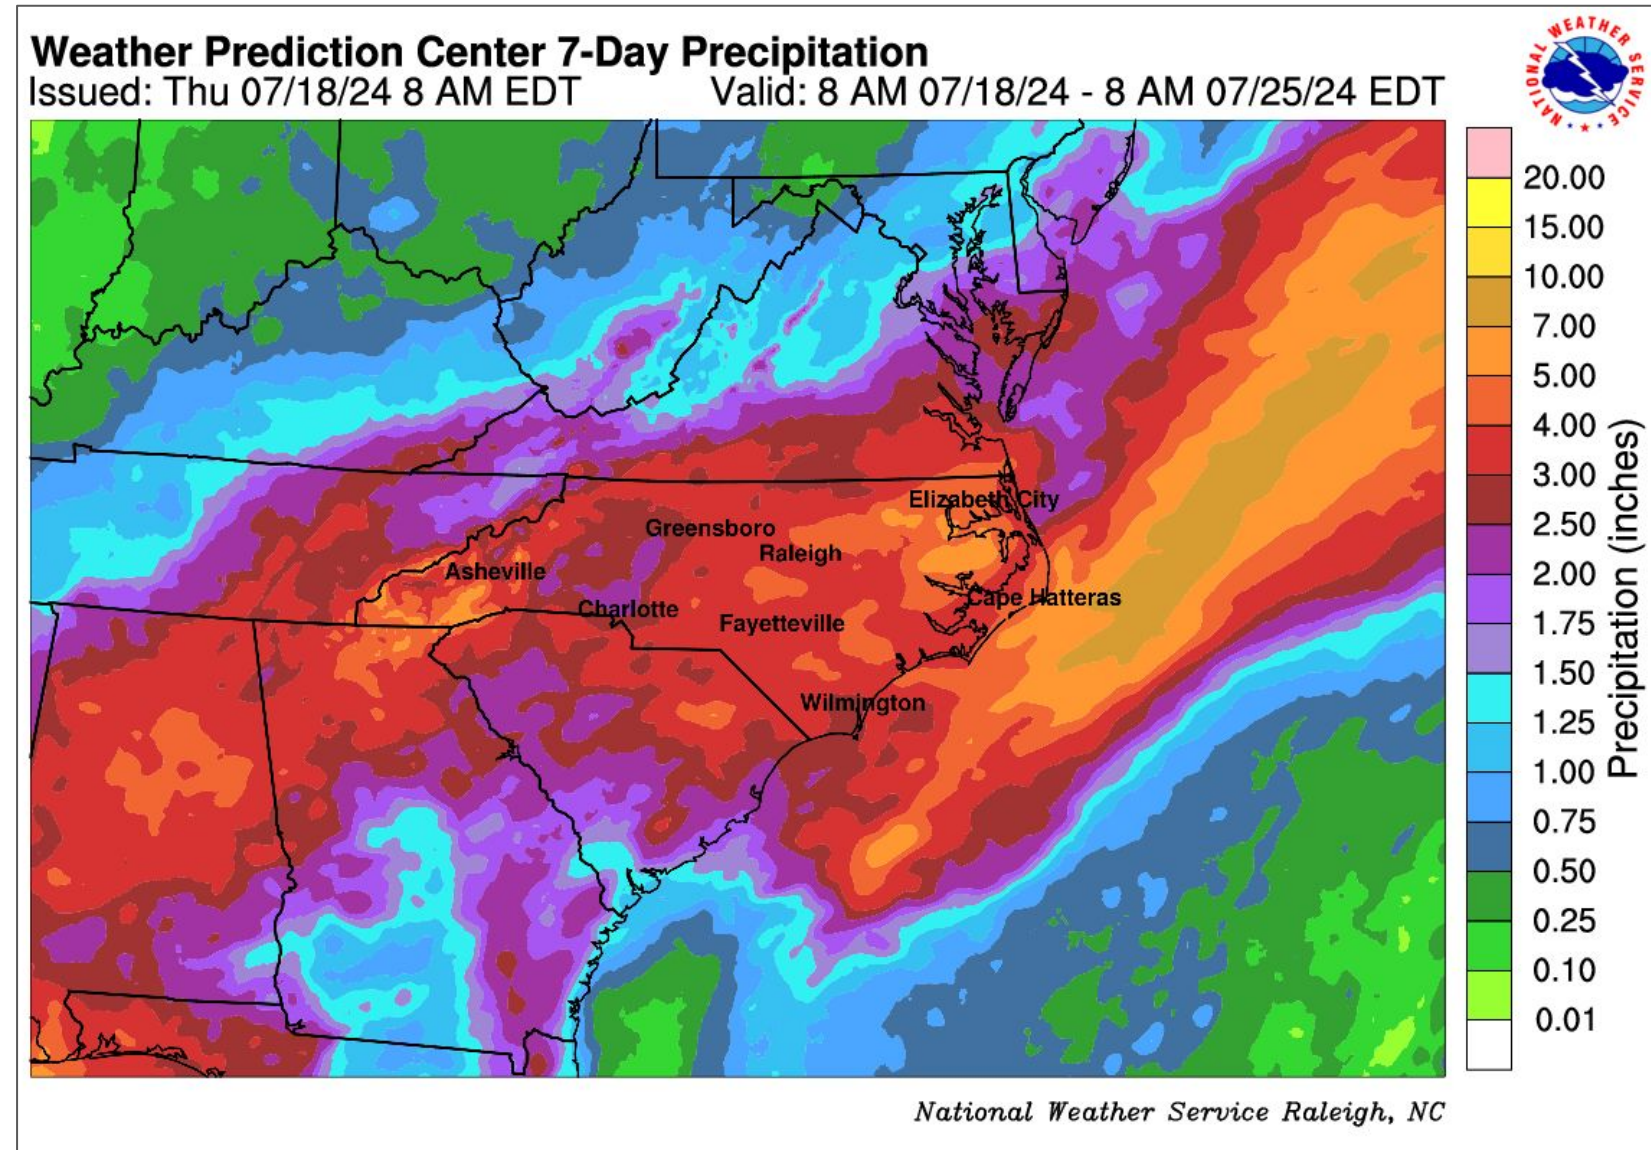 Weather Prediction Center 7-Day Precipitation
Issued: Thu 07/18/24 8 AM EDT Valid: 8 AM 07/18/24 - 8 AM 07/25/24 EDT
NATIONAL WEATHER SERVICE
20.00
15.00
10.00
7.00
5.00
4.00
3.00
2.50
2.00
1.75
1.50
1.25
1.00
0.75
0.50
0.25
0.10
0.01
Precipitation (inches)
Elizabeth City
Greensboro
Raleigh
Asheville
Cape Hatteras
Charlotte
Fayetteville
Wilmington
National Weather Service Raleigh, NC